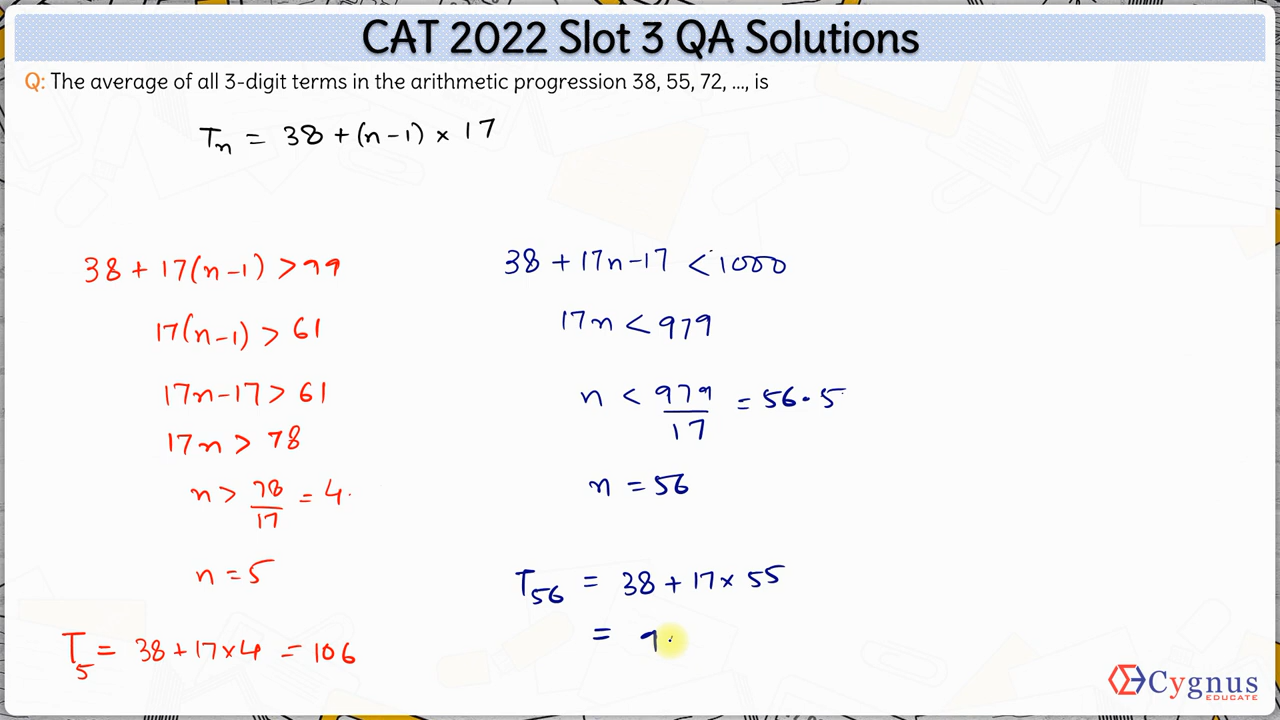 CAT 2022 Slot 3 QA Solutions
Q: The average of all 3-digit terms in the arithmetic progression 38, 55, 72, ..., is
Tn = 38 + (n-1) × 17
38 + 17(n-1) > 99
17(n-1) > 61
17n-17 > 61
17n > 78
n > 78/17 = 4.
n = 5
T5 = 38 + 17×4 = 106
38 + 17n-17 < 1000
17n < 979
n < 979/17 = 56.5
n = 56
T56 = 38 + 17× 55
= 9
Cygnus
EDUCATE